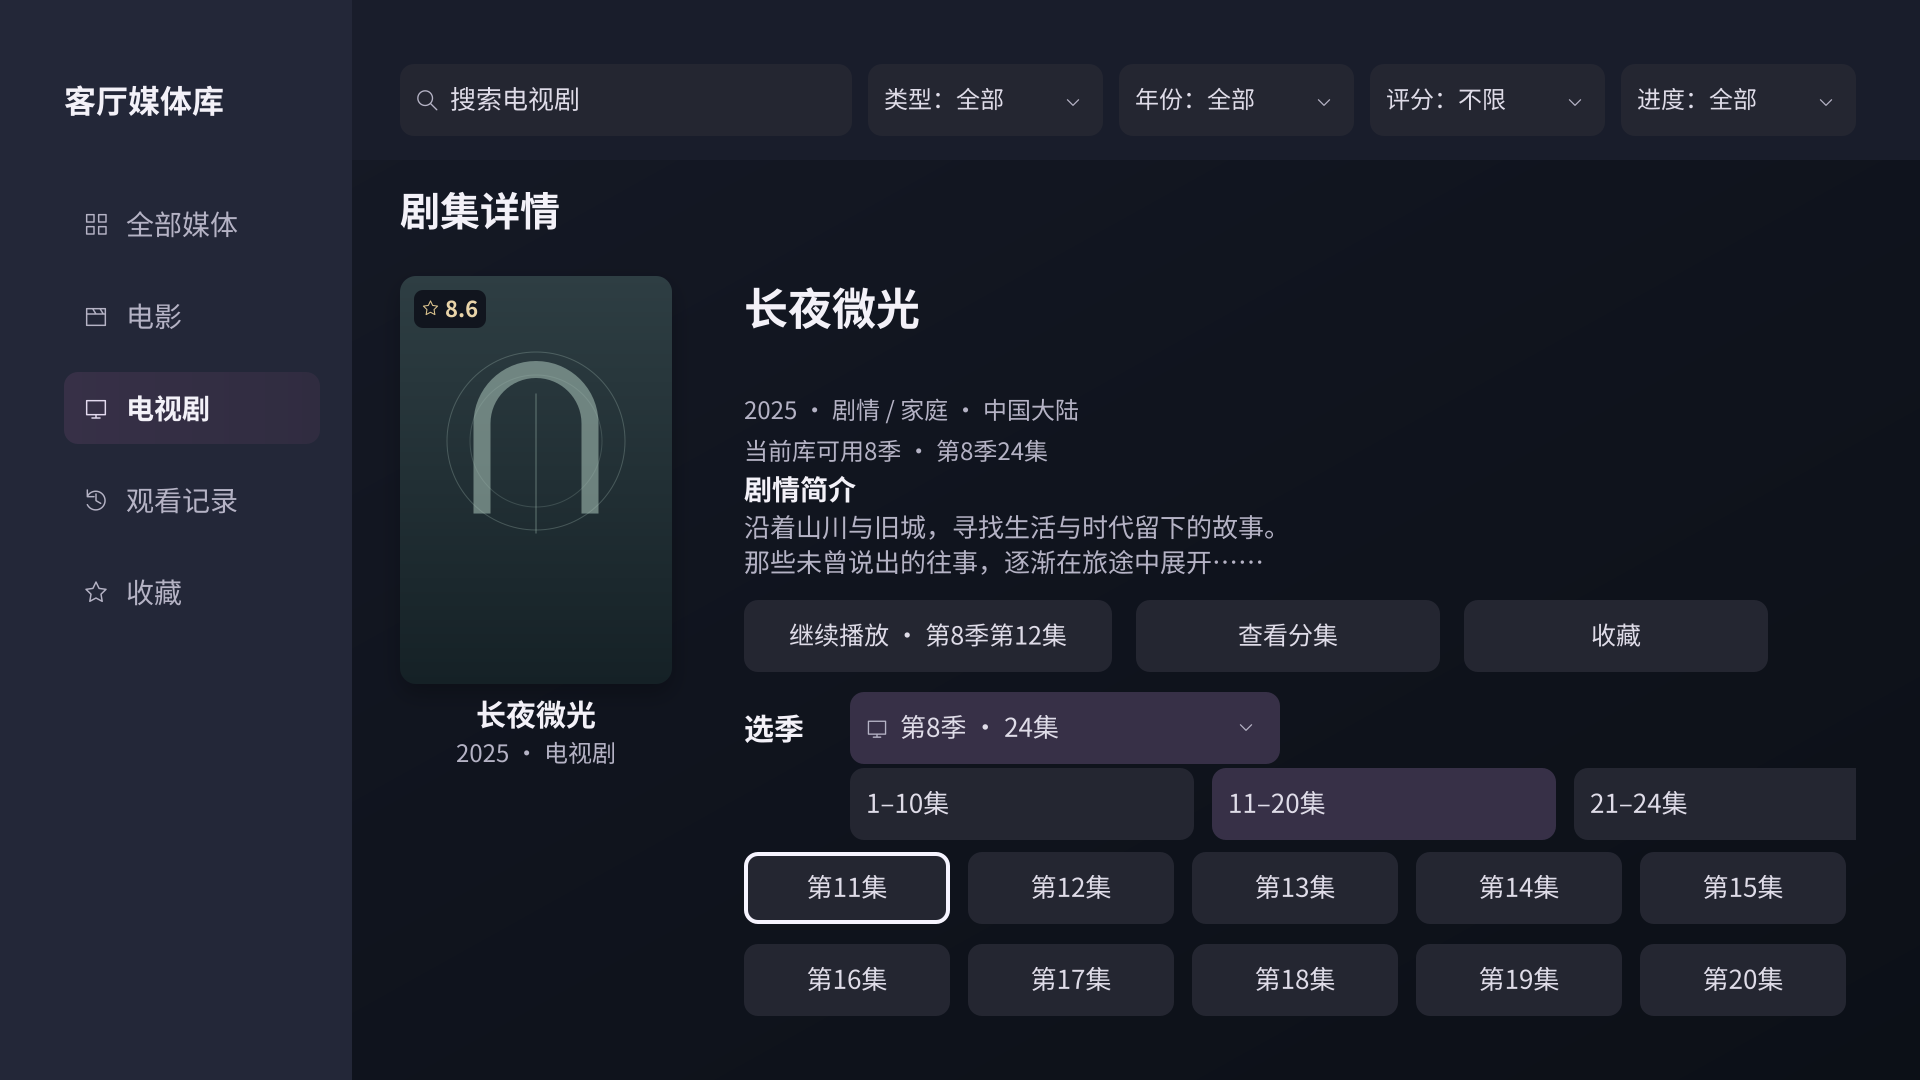 客厅媒体库
全部媒体
电影
电视剧
观看记录
收藏
搜索电视剧
类型：全部
年份：全部
评分：不限
进度：全部
剧集详情
8.6
长夜微光
2025 • 电视剧
长夜微光
2025 • 剧情 / 家庭 • 中国大陆
当前库可用8季 • 第8季24集
剧情简介
沿着山川与旧城，寻找生活与时代留下的故事。
那些未曾说出的往事，逐渐在旅途中展开……
继续播放 • 第8季第12集
查看分集
收藏
选季
第8季 • 24集
1–10集
11–20集
21–24集
第11集
第12集
第13集
第14集
第15集
第16集
第17集
第18集
第19集
第20集